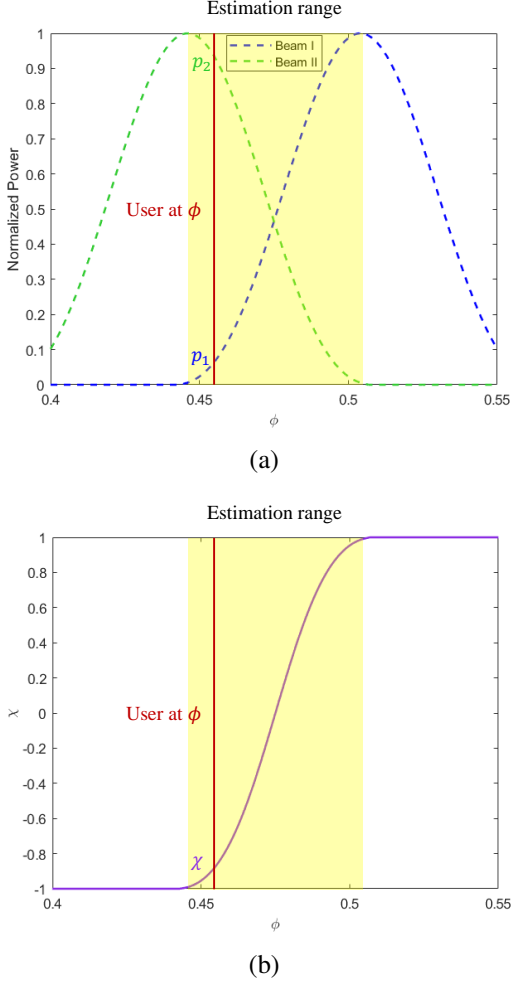 Estimation range
1
0.9
0.8
0.7
0.6
0.5
0.4
0.3
0.2
0.1
0
Normalized Power
p₂
Beam I
Beam II
User at ϕ
p₁
0.4
0.45
0.5
0.55
ϕ
(a)
Estimation range
1
0.8
0.6
0.4
0.2
0
-0.2
-0.4
-0.6
-0.8
-1
χ
User at ϕ
χ
0.4
0.45
0.5
0.55
ϕ
(b)